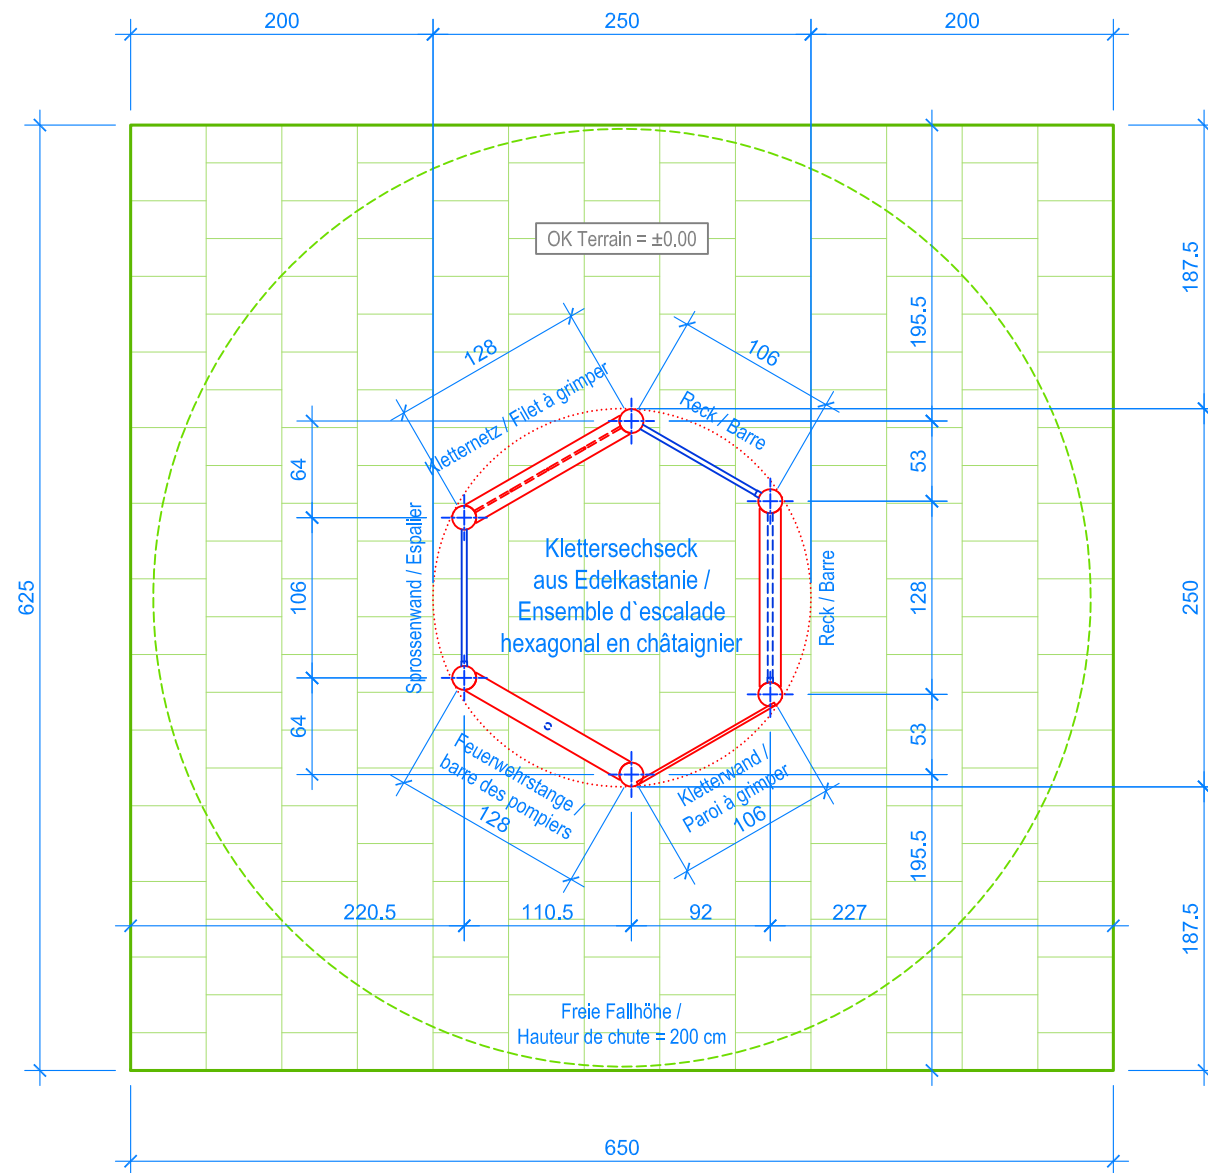 200
250
200
OK Terrain = ±0.00
187.5
195.5
128
106
Kletternetz / Filet à grimper
Reck / Barre
64
53
Sprossenwand / Espalier
Klettersechseck
aus Edelkastanie /
Ensemble d`escalade
hexagonal en châtaignier
Reck / Barre
625
106
128
250
64
53
Feuerwehrstange /
barre des pompiers
128
Kletterwand /
Paroi à grimper
106
195.5
187.5
220.5
110.5
92
227
Freie Fallhöhe /
Hauteur de chute = 200 cm
650